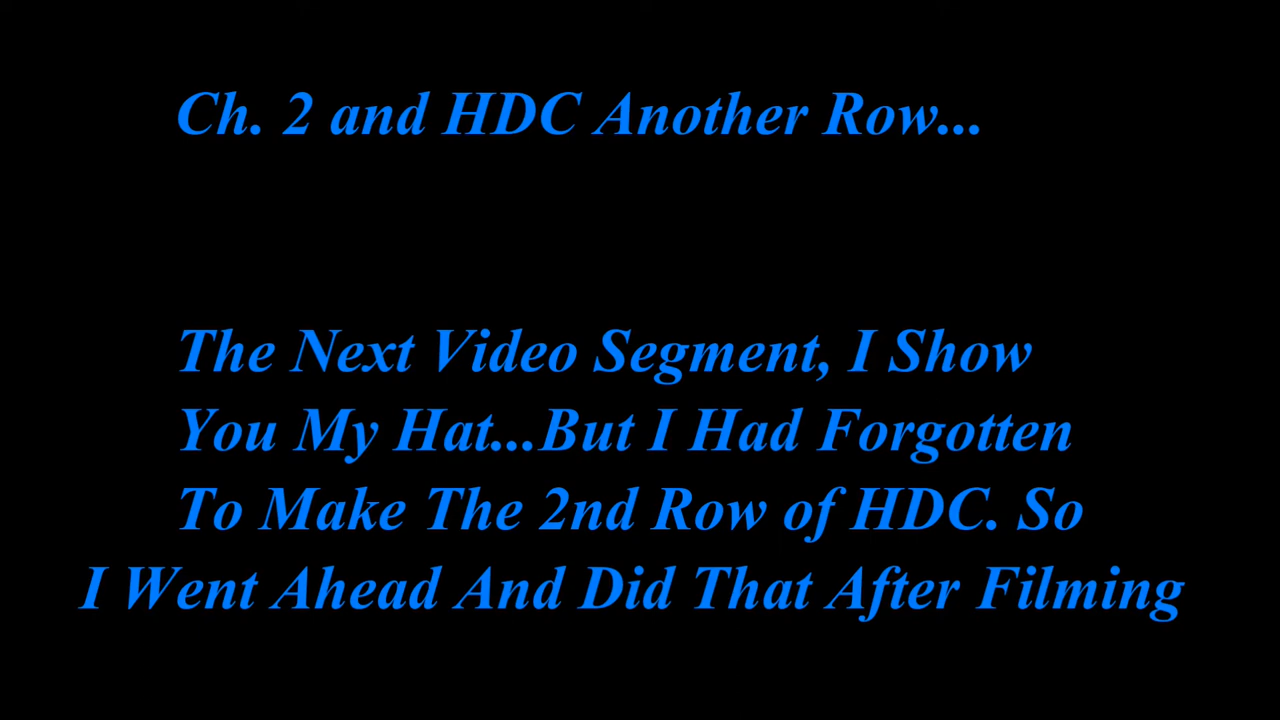 Ch. 2 and HDC Another Row...
The Next Video Segment, I Show
You My Hat...But I Had Forgotten
To Make The 2nd Row of HDC. So
I Went Ahead And Did That After Filming